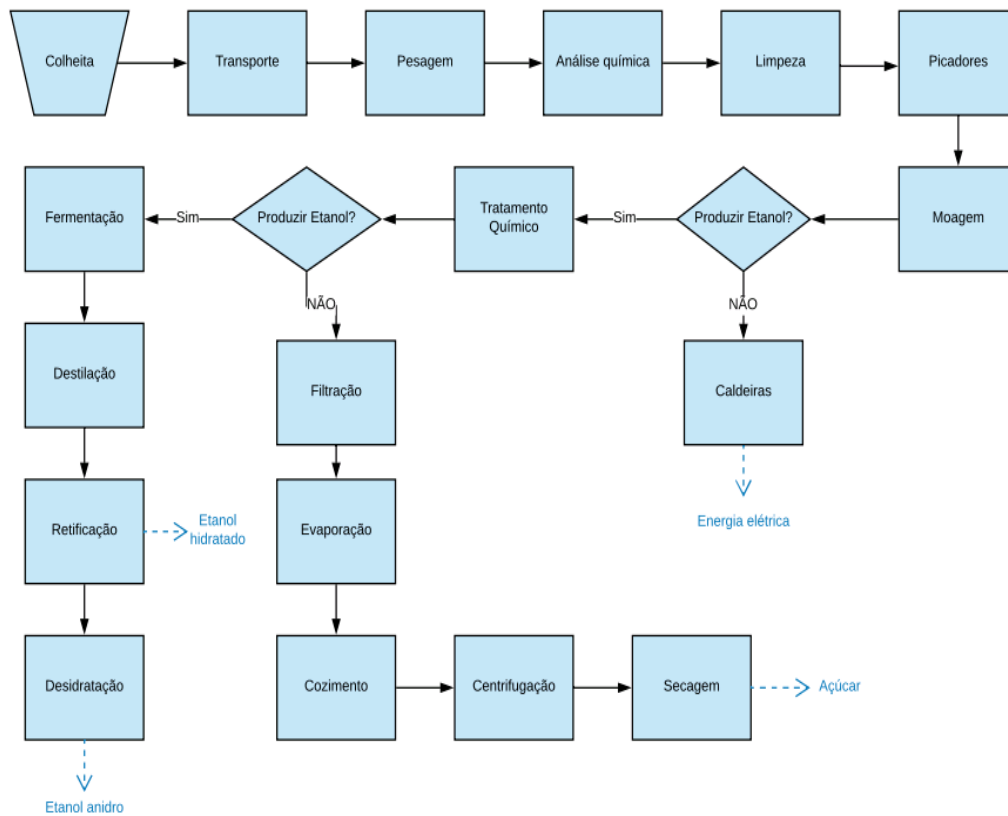 Colheita
Transporte
Pesagem
Análise química
Limpeza
Picadores
Fermentação
Sim
Produzir Etanol?
Tratamento
Químico
Sim
Produzir Etanol?
Moagem
NÃO
NÃO
Destilação
Filtração
Caldeiras
Retificação
Etanol
hidratado
Evaporação
Energia elétrica
Desidratação
Cozimento
Centrifugação
Secagem
Açúcar
Etanol anidro